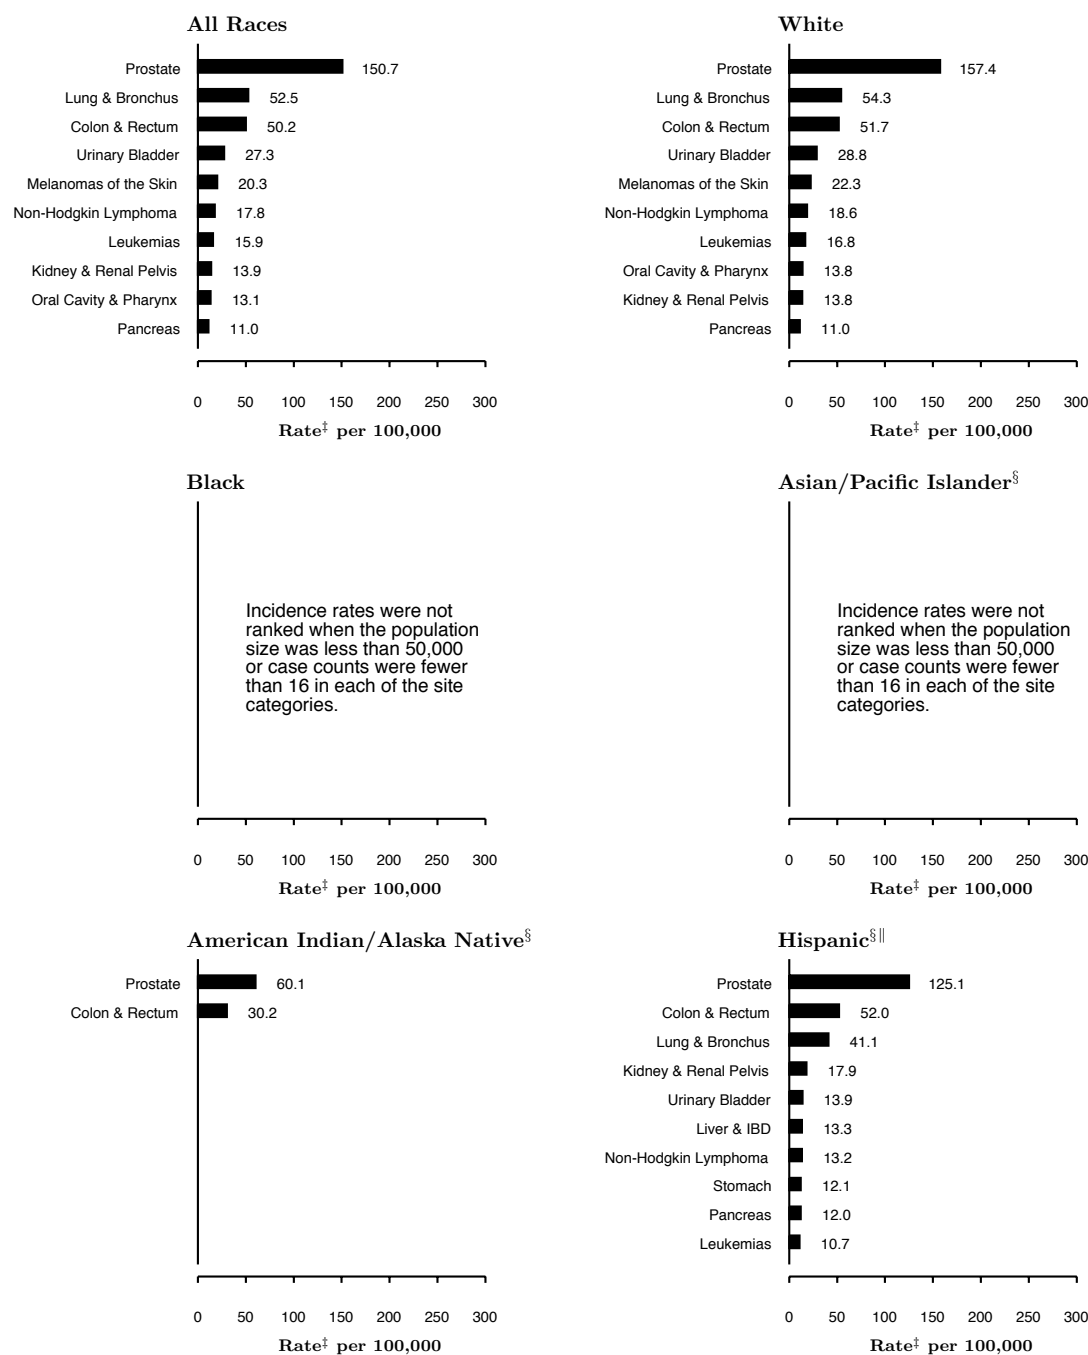 All Races
Prostate 150.7
Lung & Bronchus 52.5
Colon & Rectum 50.2
Urinary Bladder 27.3
Melanomas of the Skin 20.3
Non-Hodgkin Lymphoma 17.8
Leukemias 15.9
Kidney & Renal Pelvis 13.9
Oral Cavity & Pharynx 13.1
Pancreas 11.0
0 50 100 150 200 250 300
Rate‡ per 100,000
White
Prostate 157.4
Lung & Bronchus 54.3
Colon & Rectum 51.7
Urinary Bladder 28.8
Melanomas of the Skin 22.3
Non-Hodgkin Lymphoma 18.6
Leukemias 16.8
Oral Cavity & Pharynx 13.8
Kidney & Renal Pelvis 13.8
Pancreas 11.0
0 50 100 150 200 250 300
Rate‡ per 100,000
Black
Incidence rates were not
ranked when the population
size was less than 50,000
or case counts were fewer
than 16 in each of the site
categories.
0 50 100 150 200 250 300
Rate‡ per 100,000
Asian/Pacific Islander§
Incidence rates were not
ranked when the population
size was less than 50,000
or case counts were fewer
than 16 in each of the site
categories.
0 50 100 150 200 250 300
Rate‡ per 100,000
American Indian/Alaska Native§
Prostate 60.1
Colon & Rectum 30.2
0 50 100 150 200 250 300
Rate‡ per 100,000
Hispanic§‖
Prostate 125.1
Colon & Rectum 52.0
Lung & Bronchus 41.1
Kidney & Renal Pelvis 17.9
Urinary Bladder 13.9
Liver & IBD 13.3
Non-Hodgkin Lymphoma 13.2
Stomach 12.1
Pancreas 12.0
Leukemias 10.7
0 50 100 150 200 250 300
Rate‡ per 100,000